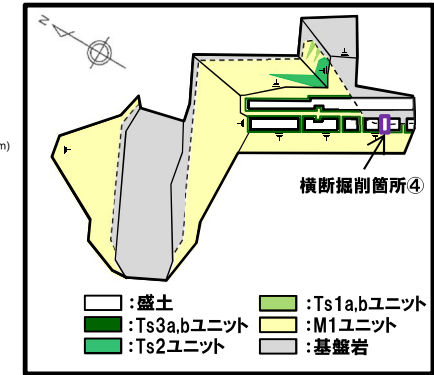 N
m)
横断掘削箇所④
:盛土
:Ts1a,bユニット
:Ts3a,bユニット
:M1ユニット
:Ts2ユニット
:基盤岩